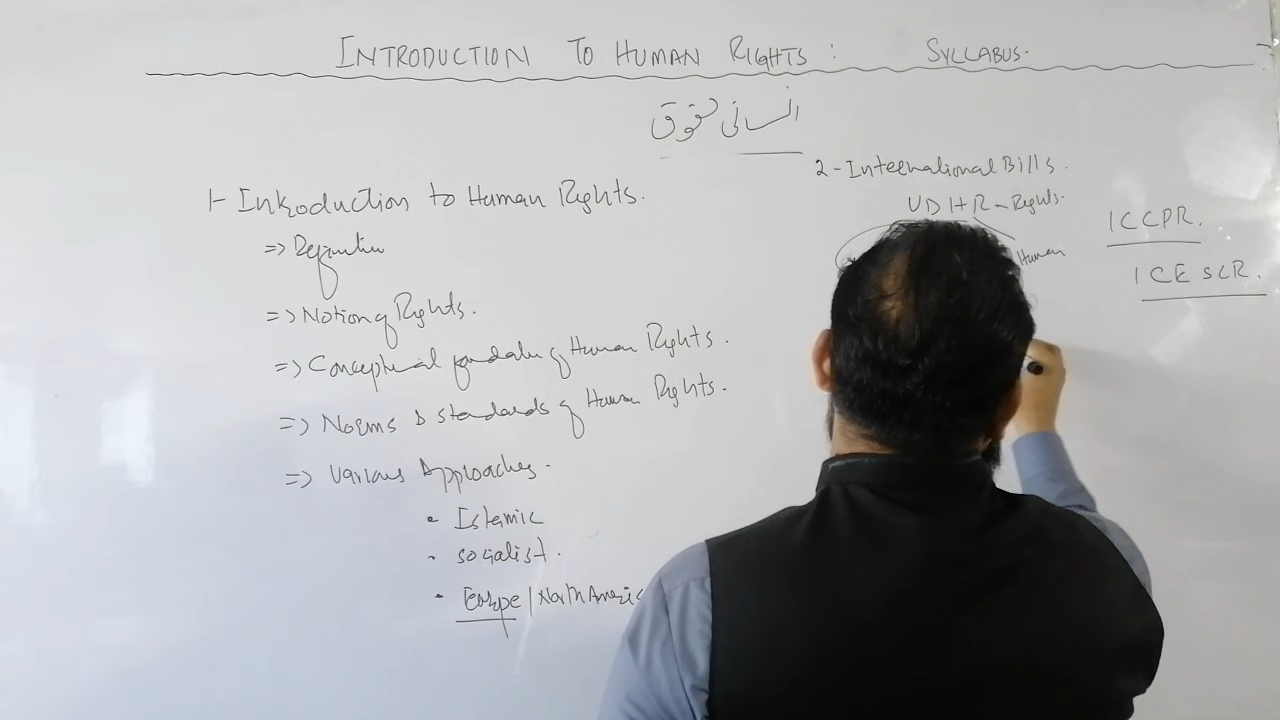 INTRODUCTION TO HUMAN RIGHTS : SYLLABUS.
انسانی حقوق
1- Introduction to Human Rights.
=> Definition
=> Notion of Rights.
=> Conceptual foundation of Human Rights.
=> Norms & standards of Human Rights.
=> Various Approaches.
• Islamic
• Socialist.
• Europe / North Americ
2 - International Bills.
UDHR - Rights.
Human
ICCPR.
ICESCR.